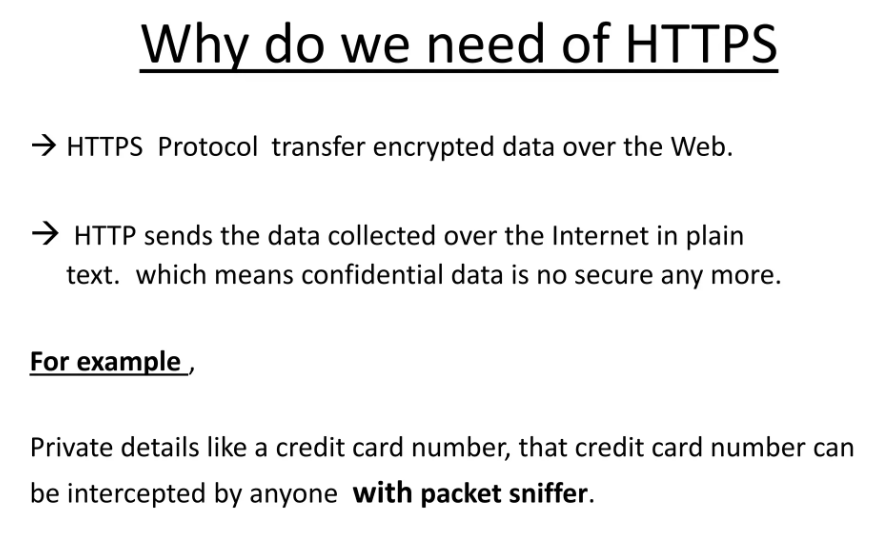 Why do we need of HTTPS
→ HTTPS Protocol transfer encrypted data over the Web.
→ HTTP sends the data collected over the Internet in plain
text. which means confidential data is no secure any more.
For example ,
Private details like a credit card number, that credit card number can
be intercepted by anyone with packet sniffer.